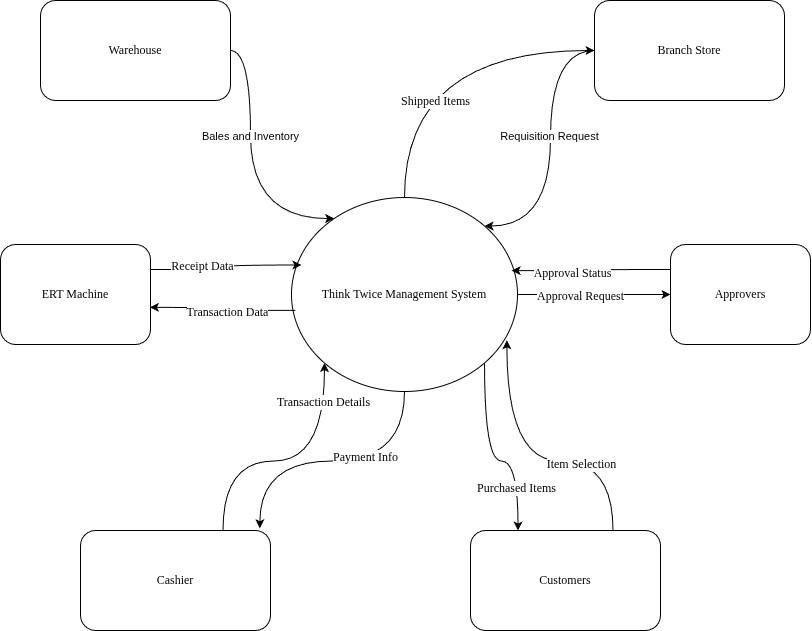 Warehouse
Branch Store
Shipped Items
Bales and Inventory
Requisition Request
Receipt Data
Approval Status
ERT Machine
Think Twice Management System
Approval Request
Approvers
Transaction Data
Transaction Details
Payment Info
Item Selection
Purchased Items
Cashier
Customers